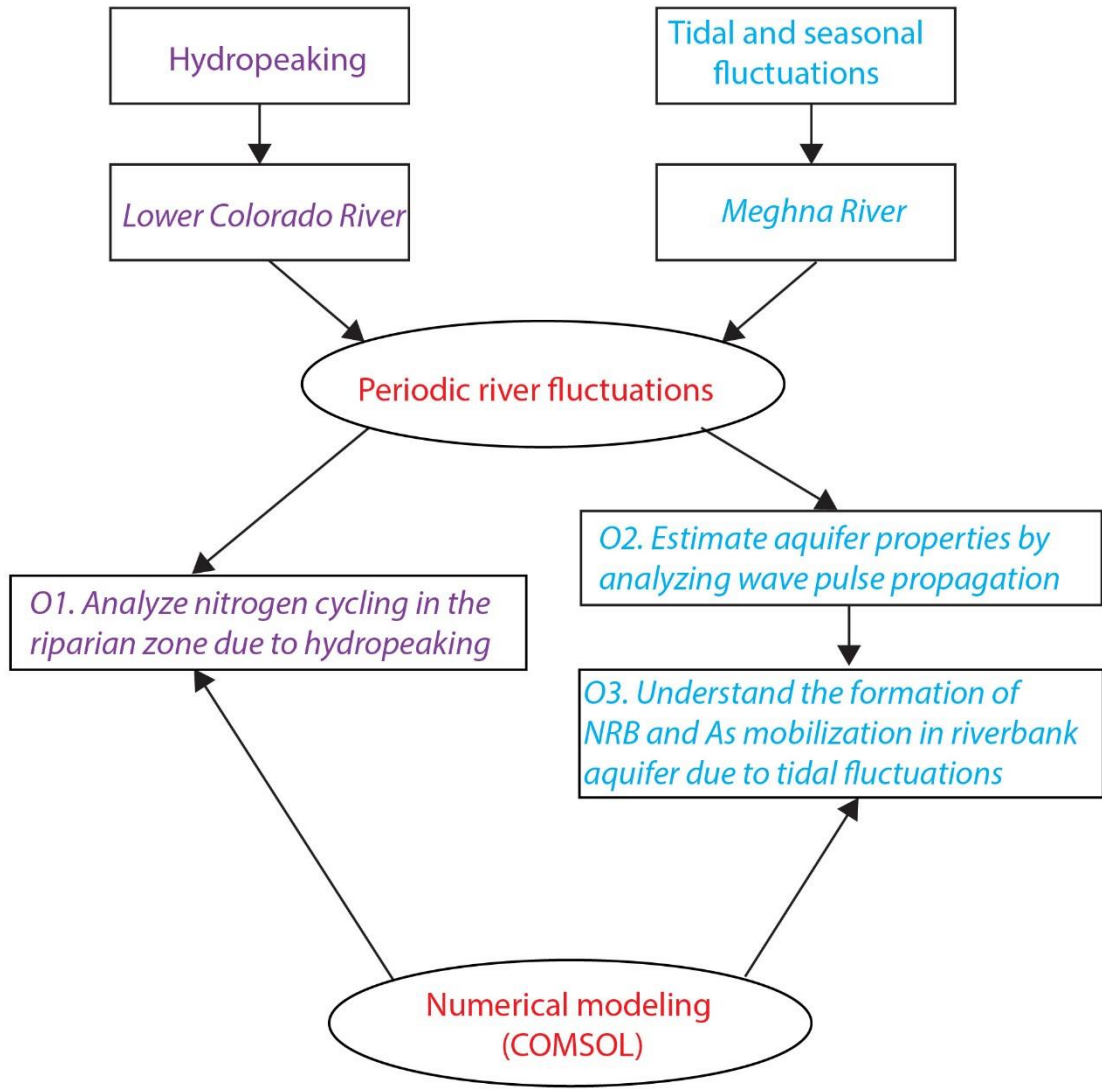 Hydropeaking
Tidal and seasonal
fluctuations
Lower Colorado River
Meghna River
Periodic river fluctuations
O2. Estimate aquifer properties by
analyzing wave pulse propagation
O1. Analyze nitrogen cycling in the
riparian zone due to hydropeaking
O3. Understand the formation of
NRB and As mobilization in riverbank
aquifer due to tidal fluctuations
Numerical modeling
(COMSOL)